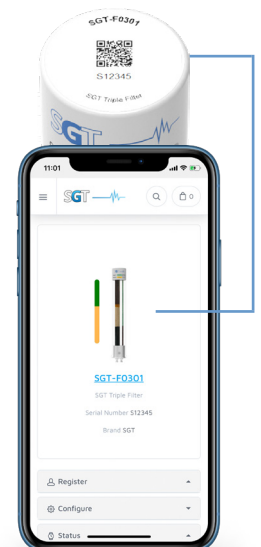 SGT-F0301
S12345
SGT Triple Filter
SGT
11:01
SGT
0
SGT-F0301
SGT Triple Filter
Serial Number S12345
Brand SGT
Register
Configure
Status